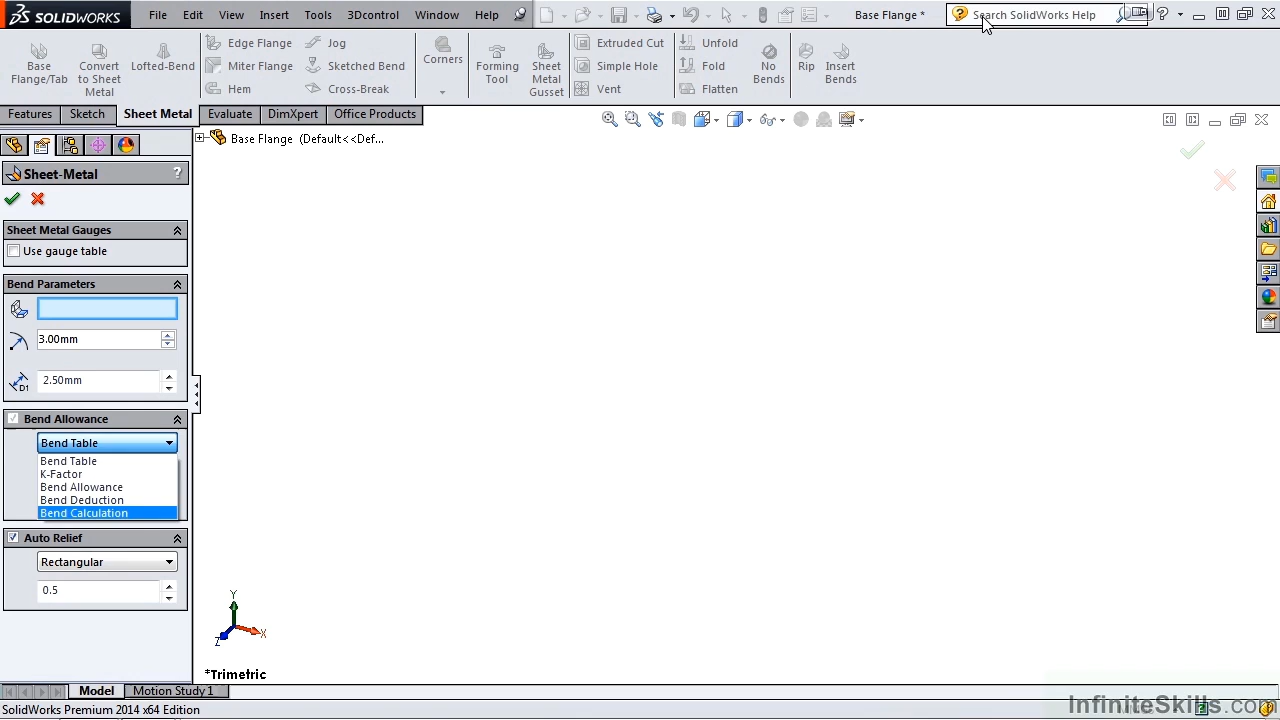 SOLIDWORKS File Edit View Insert Tools 3Dcontrol Window Help Base Flange * Search SolidWorks Help
Base Flange/Tab Convert to Sheet Metal Lofted-Bend Edge Flange Jog Corners Forming Tool Sheet Metal Gusset Extruded Cut Unfold No Bends Rip Insert Bends
Miter Flange Sketched Bend Simple Hole Fold
Hem Cross-Break Vent Flatten
Features Sketch Sheet Metal Evaluate DimXpert Office Products
Base Flange (Default<<Def...
Sheet-Metal ?
Sheet Metal Gauges
Use gauge table
Bend Parameters
3.00mm
D1 2.50mm
Bend Allowance
Bend Table
Bend Table
K-Factor
Bend Allowance
Bend Deduction
Bend Calculation
Auto Relief
Rectangular
0.5
Y
X
Z
*Trimetric
Model Motion Study 1
SolidWorks Premium 2014 x64 Edition
InfiniteSkills.com